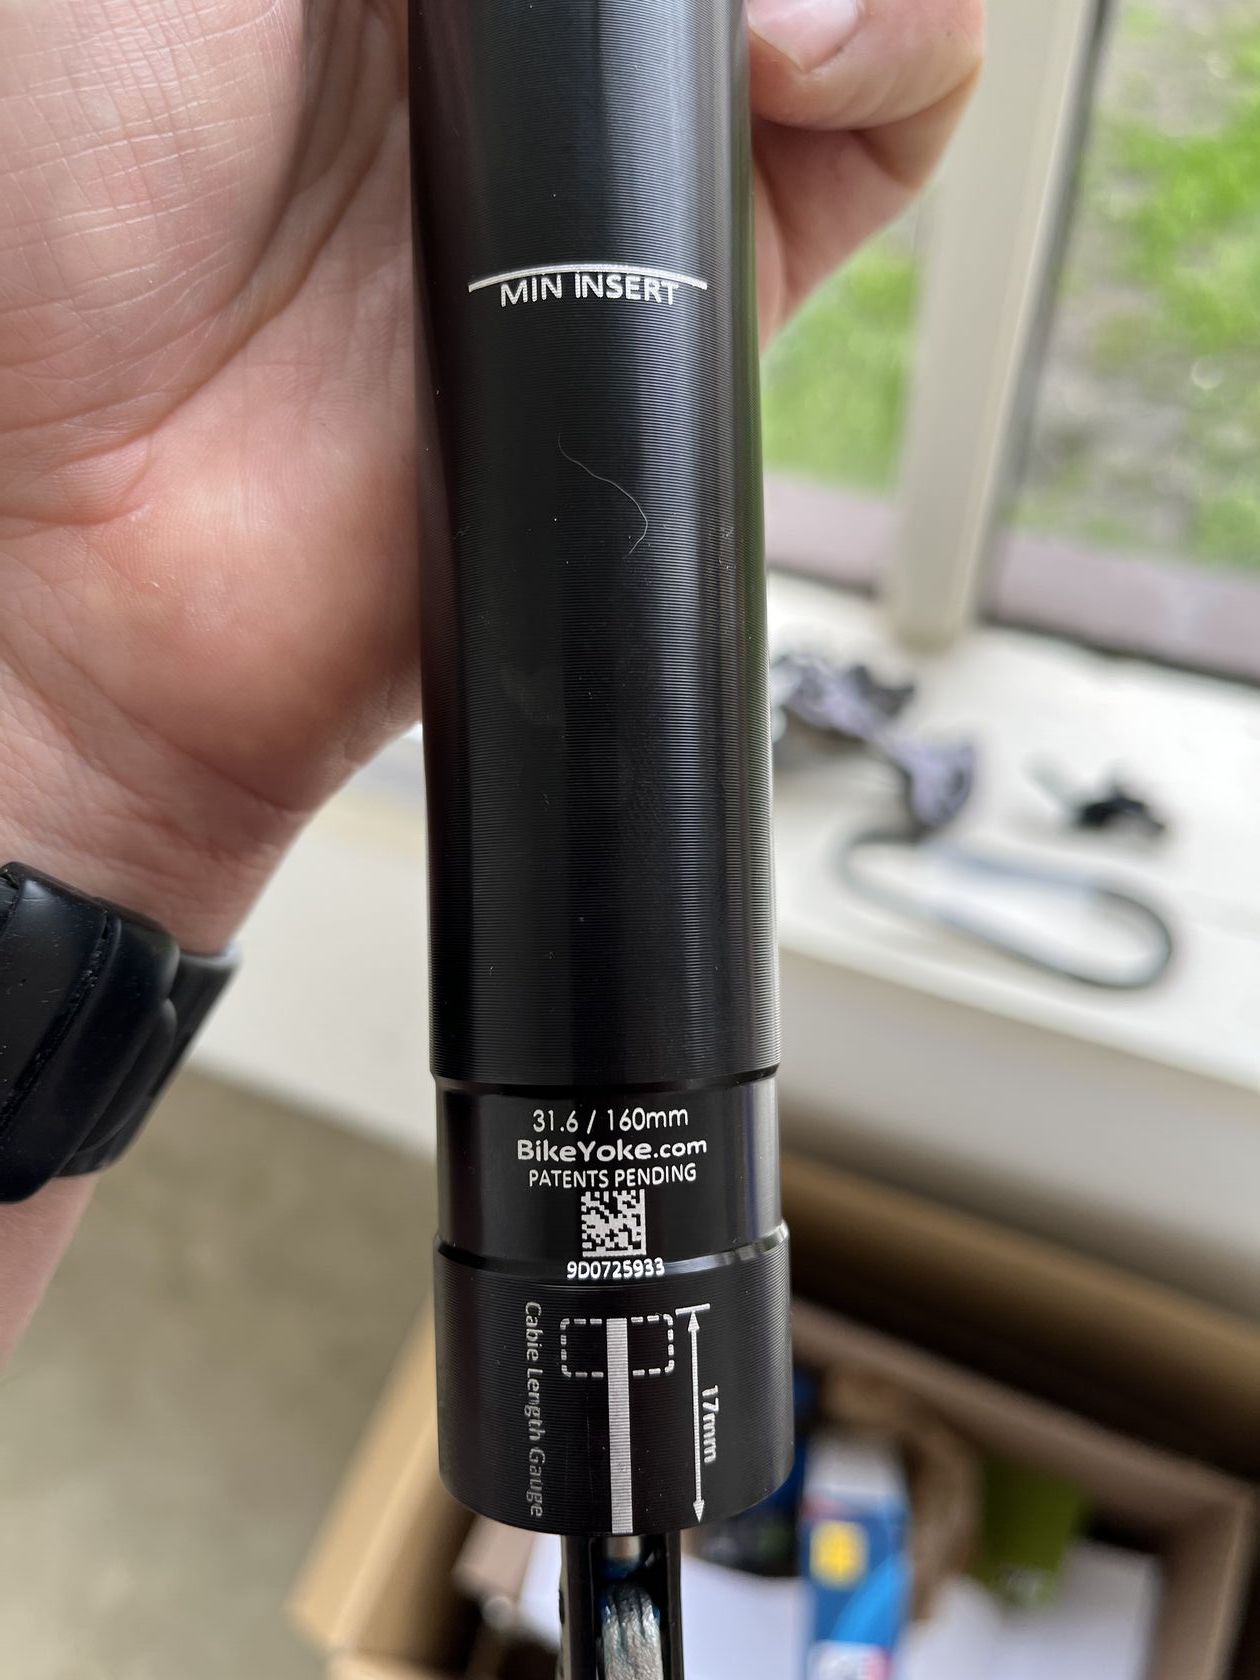 MIN INSERT
31.6 / 160mm
BikeYoke.com
PATENTS PENDING
9D0725933
Cable Length Gauge
17mm